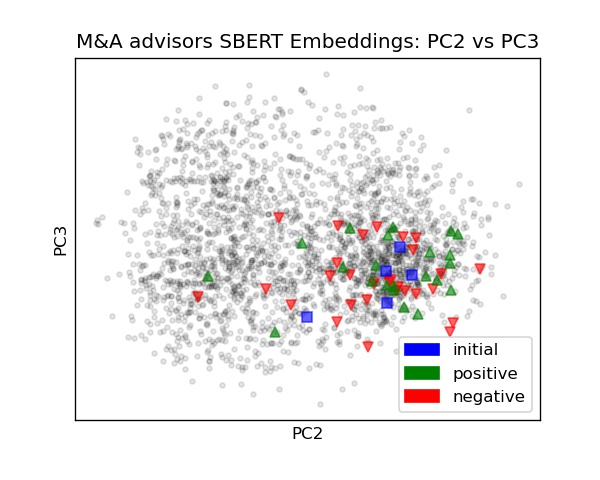 M&A advisors SBERT Embeddings: PC2 vs PC3
PC3
initial
positive
negative
PC2